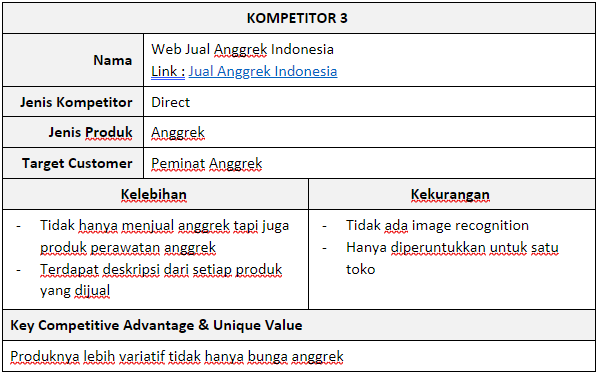 KOMPETITOR 3
Nama
Web Jual Anggrek Indonesia
Link : Jual Anggrek Indonesia
Jenis Kompetitor
Direct
Jenis Produk
Anggrek
Target Customer
Peminat Anggrek
Kelebihan
Kekurangan
- Tidak hanya menjual anggrek tapi juga
produk perawatan anggrek
- Terdapat deskripsi dari setiap produk
yang dijual
- Tidak ada image recognition
- Hanya diperuntukkan untuk satu
toko
Key Competitive Advantage & Unique Value
Produknya lebih variatif tidak hanya bunga anggrek